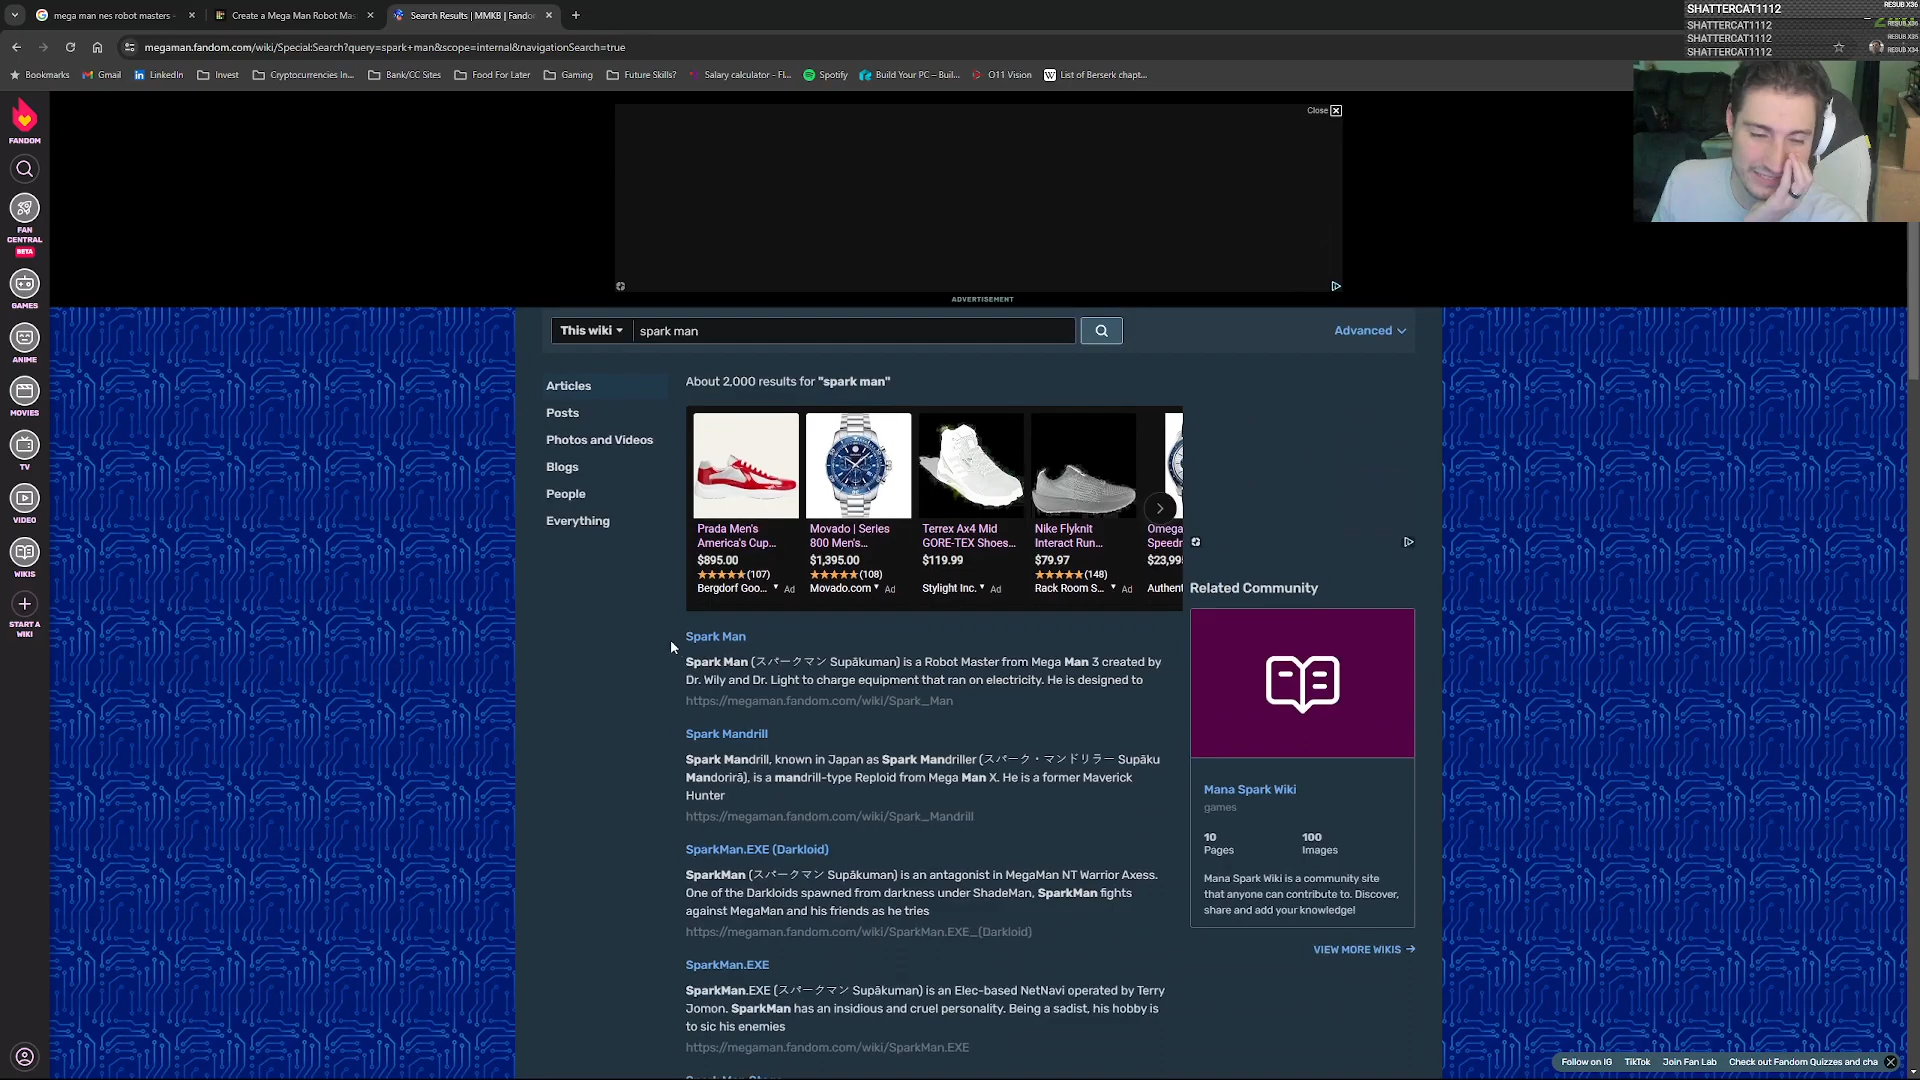 mega man nes robot masters -
Create a Mega Man Robot Mas
Search Results | MMKB | Fando
SHATTERCAT1112
RESUB X36
SHATTERCAT1112
SHATTERCAT1112
RESUB X35
SHATTERCAT1112
RESUB X34
megaman.fandom.com/wiki/Special:Search?query=spark+man&scope=internal&navigationSearch=true
Bookmarks
Gmail
LinkedIn
Invest
Cryptocurrencies In...
Bank/CC Sites
Food For Later
Gaming
Future Skills?
Salary calculator – Fl...
Spotify
Build Your PC – Buil...
O11 Vision
List of Berserk chapt...
FANDOM
FAN
CENTRAL
BETA
GAMES
ANIME
MOVIES
TV
VIDEO
WIKIS
START A
WIKI
Close
ADVERTISEMENT
This wiki
spark man
Advanced
Articles
Posts
Photos and Videos
Blogs
People
Everything
About 2,000 results for "spark man"
Prada Men's
America's Cup...
$895.00
(107)
Bergdorf Goo...
Ad
Movado | Series
800 Men's...
$1,395.00
(108)
Movado.com
Ad
Terrex Ax4 Mid
GORE-TEX Shoes...
$119.99
Stylight Inc.
Ad
Nike Flyknit
Interact Run...
$79.97
(148)
Rack Room S...
Ad
Omega
Speedm
$23,99
Authent
Spark Man
Spark Man (スパークマン Supākuman) is a Robot Master from Mega Man 3 created by
Dr. Wily and Dr. Light to charge equipment that ran on electricity. He is designed to
https://megaman.fandom.com/wiki/Spark_Man
Spark Mandrill
Spark Mandrill, known in Japan as Spark Mandriller (スパーク・マンドリラー Supāku
Mandorirā), is a mandrill-type Reploid from Mega Man X. He is a former Maverick
Hunter
https://megaman.fandom.com/wiki/Spark_Mandrill
SparkMan.EXE (Darkloid)
SparkMan (スパークマン Supākuman) is an antagonist in MegaMan NT Warrior Axess.
One of the Darkloids spawned from darkness under ShadeMan, SparkMan fights
against MegaMan and his friends as he tries
https://megaman.fandom.com/wiki/SparkMan.EXE_(Darkloid)
SparkMan.EXE
SparkMan.EXE (スパークマン Supākuman) is an Elec-based NetNavi operated by Terry
Jomon. SparkMan has an insidious and cruel personality. Being a sadist, his hobby is
to sic his enemies
https://megaman.fandom.com/wiki/SparkMan.EXE
Related Community
Mana Spark Wiki
games
10
Pages
100
Images
Mana Spark Wiki is a community site
that anyone can contribute to. Discover,
share and add your knowledge!
VIEW MORE WIKIS
Follow on IG
TikTok
Join Fan Lab
Check out Fandom Quizzes and cha